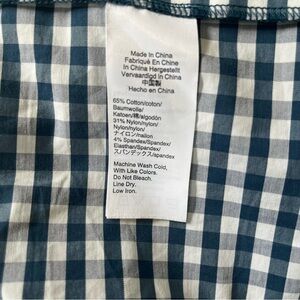 Made In China
Fabriqué En Chine
In China Hergestellt
Vervaardigd in China
中国製
Hecho en China
65% Cotton/coton/
Baumwolle/
Katoen/綿/algodón
31% Nylon/nylon/
Nylon/nylon/
ナイロン/nailon
4% Spandex/Spandex/
Elasthan/Spandex/
スパンデックス/spandex
Machine Wash Cold,
With Like Colors.
Do Not Bleach.
Line Dry.
Low Iron.